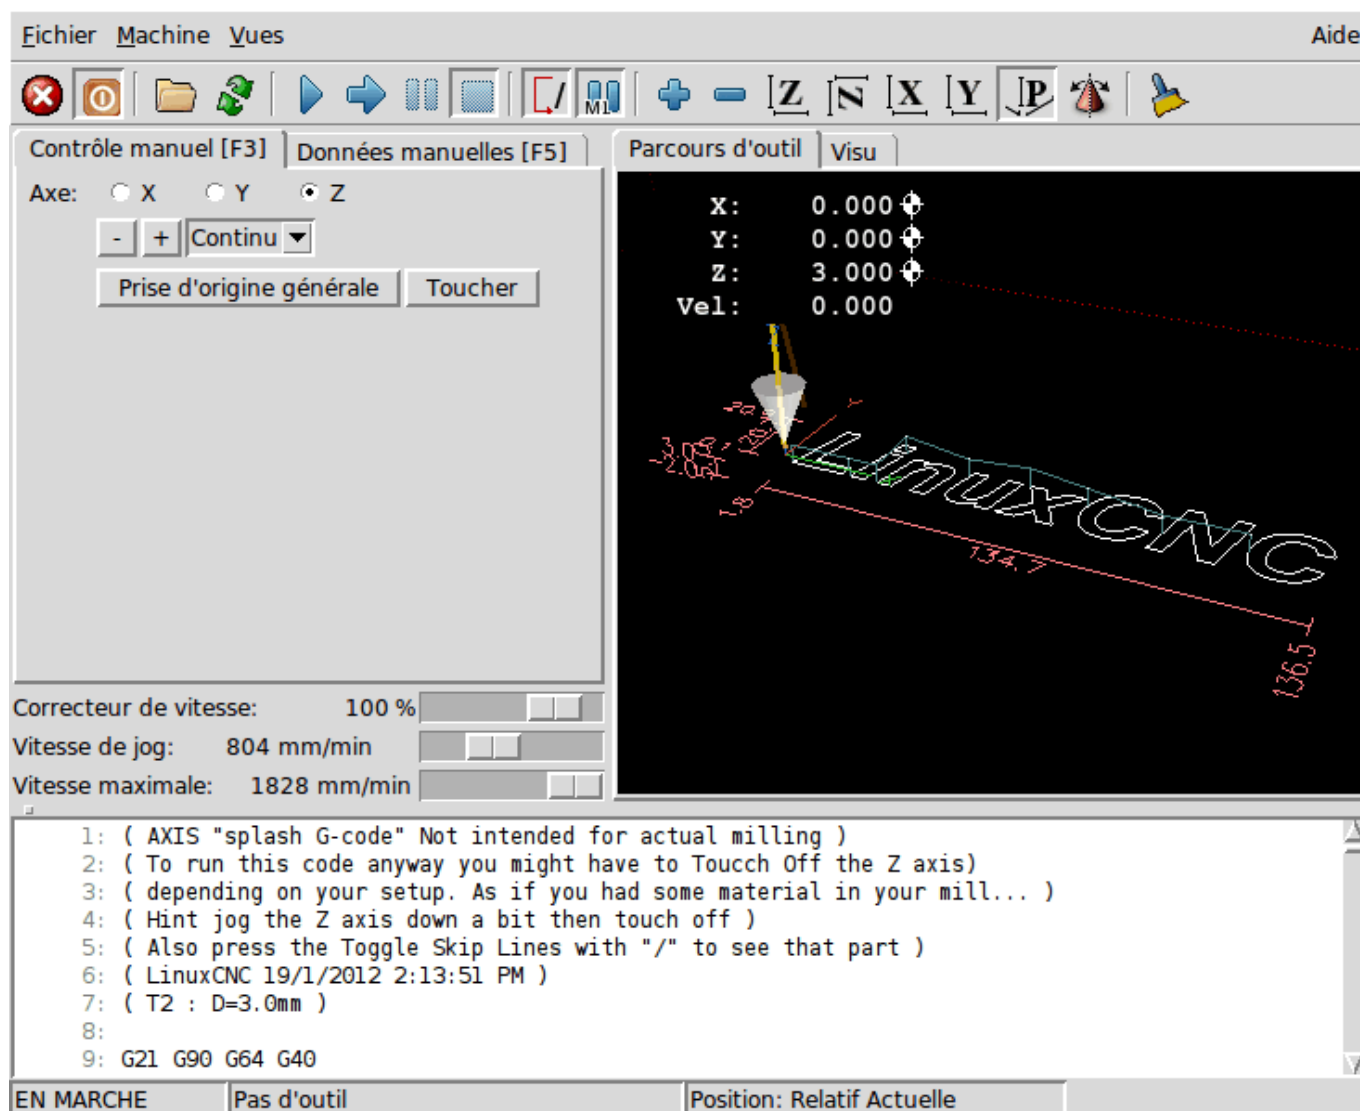 Fichier Machine Vues Aide
M1 Z N X Y P
Contrôle manuel [F3] Données manuelles [F5] Parcours d'outil Visu
Axe: X Y Z
- + Continu
Prise d'origine générale Toucher
X: 0.000
Y: 0.000
Z: 3.000
Vel: 0.000
Y
LinuxCNC
1.8
134.7
136.5
Correcteur de vitesse: 100 %
Vitesse de jog: 804 mm/min
Vitesse maximale: 1828 mm/min
1: ( AXIS "splash G-code" Not intended for actual milling )
2: ( To run this code anyway you might have to Toucch Off the Z axis)
3: ( depending on your setup. As if you had some material in your mill... )
4: ( Hint jog the Z axis down a bit then touch off )
5: ( Also press the Toggle Skip Lines with "/" to see that part )
6: ( LinuxCNC 19/1/2012 2:13:51 PM )
7: ( T2 : D=3.0mm )
8:
9: G21 G90 G64 G40
EN MARCHE Pas d'outil Position: Relatif Actuelle